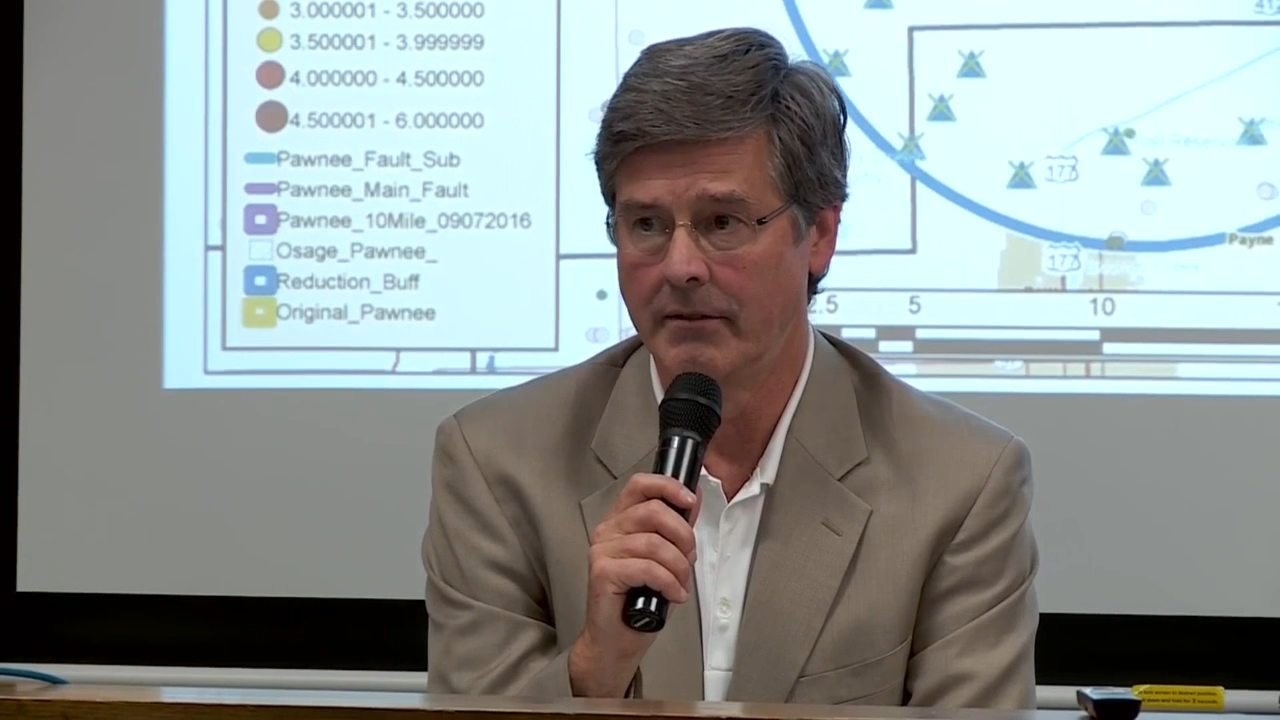 3.000001 - 3.500000
3.500001 - 3.999999
4.000000 - 4.500000
4.500001 - 6.000000
Pawnee_Fault_Sub
Pawnee_Main_Fault
Pawnee_10Mile_09072016
Osage_Pawnee_
Reduction_Buff
Original_Pawnee
177
Payne
177
2.5 5 10